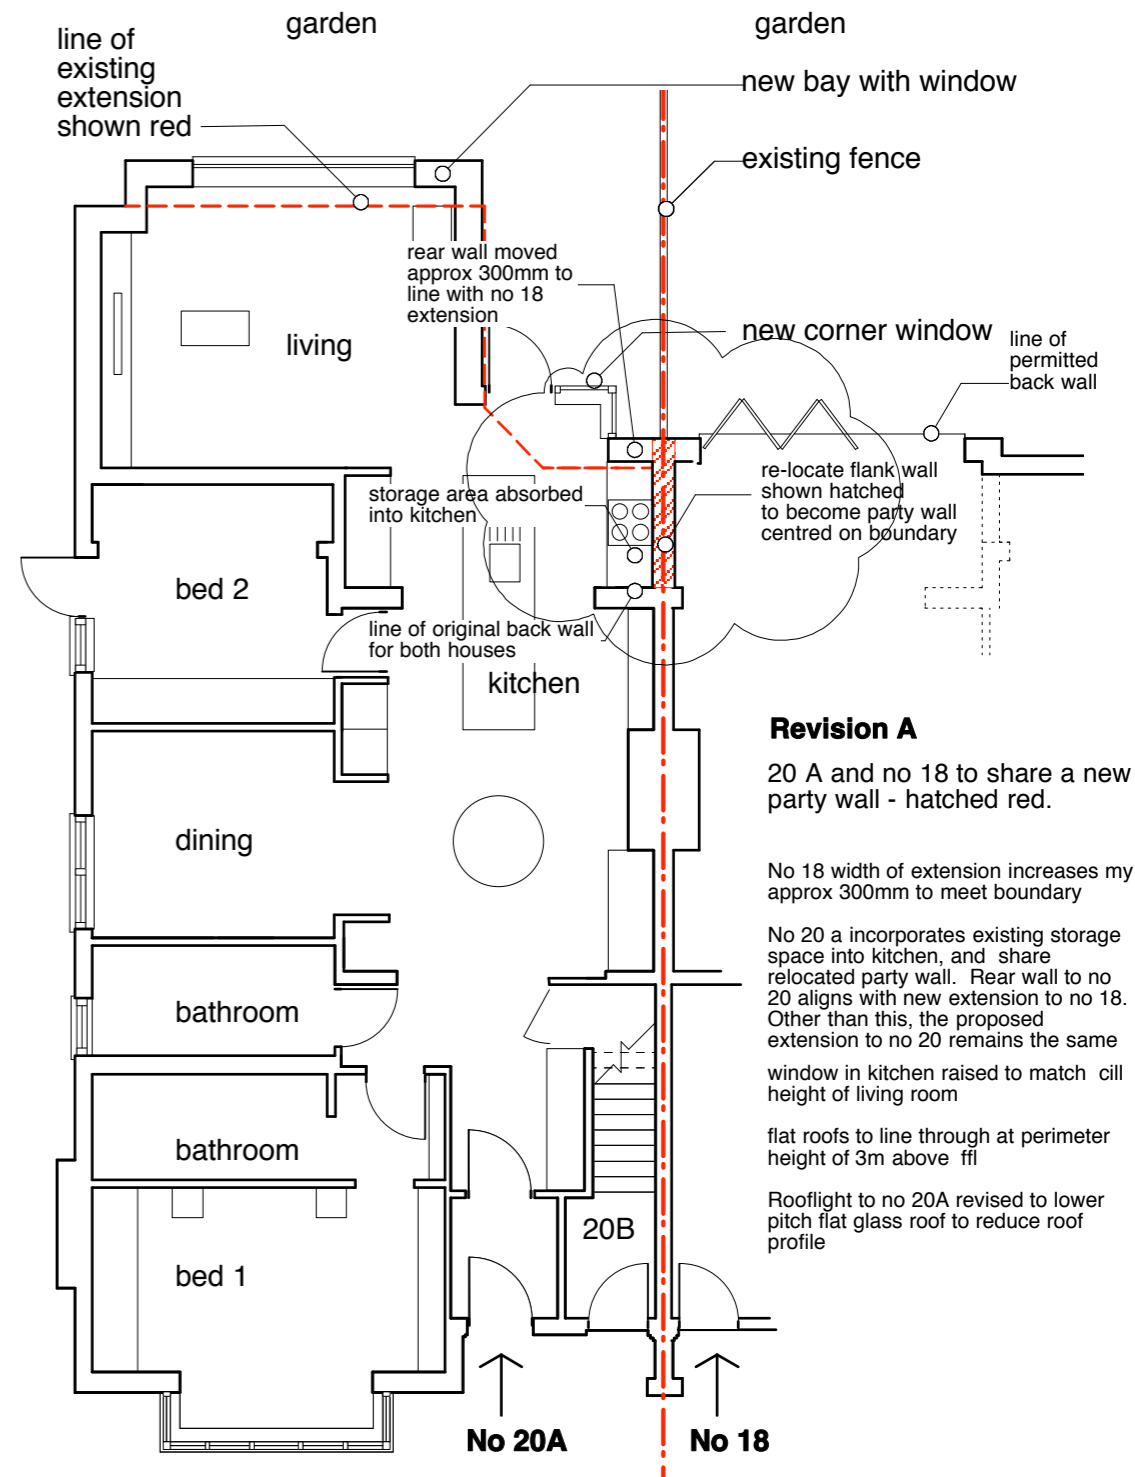 garden
garden
line of
existing
extension
shown red
new bay with window
existing fence
rear wall moved
approx 300mm to
line with no 18
extension
living
new corner window
line of
permitted
back wall
re-locate flank wall
shown hatched
to become party wall
centred on boundary
storage area absorbed
into kitchen
bed 2
line of original back wall
for both houses
kitchen
dining
bathroom
bathroom
bed 1
20B
No 20A
No 18
Revision A
20 A and no 18 to share a new
party wall - hatched red.
No 18 width of extension increases my
approx 300mm to meet boundary
No 20 a incorporates existing storage
space into kitchen, and share
relocated party wall. Rear wall to no
20 aligns with new extension to no 18.
Other than this, the proposed
extension to no 20 remains the same
window in kitchen raised to match cill
height of living room
flat roofs to line through at perimeter
height of 3m above ffl
Rooflight to no 20A revised to lower
pitch flat glass roof to reduce roof
profile